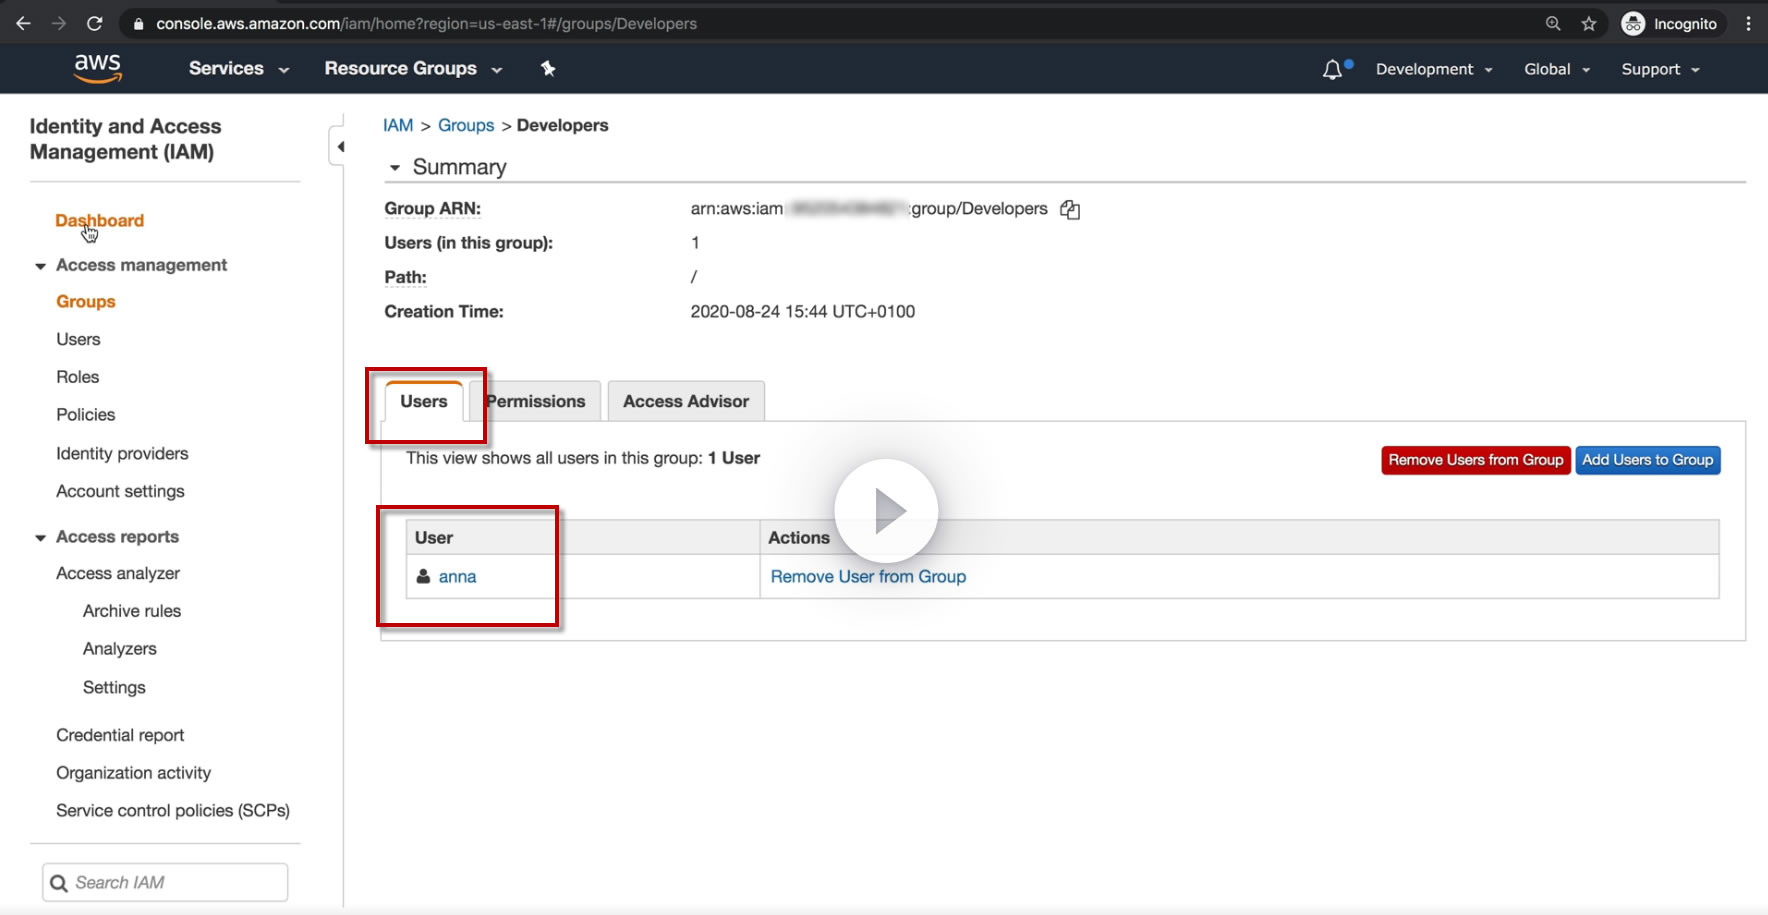 console.aws.amazon.com/iam/home?region=us-east-1#/groups/Developers
Incognito
aws
Services
Resource Groups
Development
Global
Support
Identity and Access
Management (IAM)
Dashboard
Access management
Groups
Users
Roles
Policies
Identity providers
Account settings
Access reports
Access analyzer
Archive rules
Analyzers
Settings
Credential report
Organization activity
Service control policies (SCPs)
Search IAM
IAM > Groups > Developers
Summary
Group ARN: arn:aws:iam :group/Developers
Users (in this group): 1
Path: /
Creation Time: 2020-08-24 15:44 UTC+0100
Users
Permissions
Access Advisor
This view shows all users in this group: 1 User
Remove Users from Group
Add Users to Group
User Actions
anna Remove User from Group